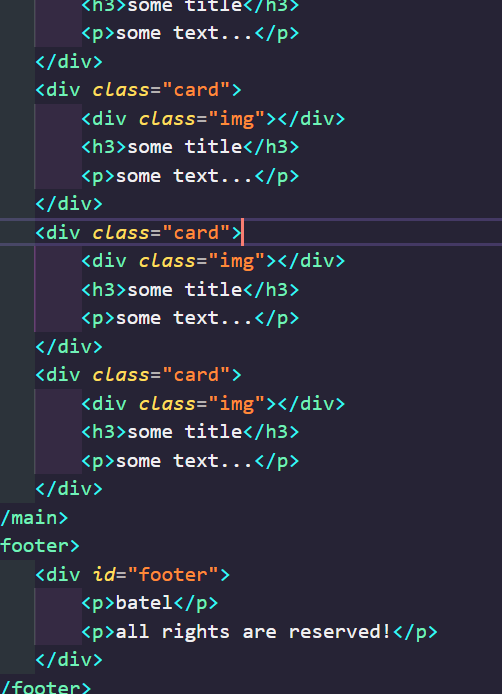 <h3>some title</h3>
<p>some text...</p>
</div>
<div class="card">
<div class="img"></div>
<h3>some title</h3>
<p>some text...</p>
</div>
<div class="card">
<div class="img"></div>
<h3>some title</h3>
<p>some text...</p>
</div>
<div class="card">
<div class="img"></div>
<h3>some title</h3>
<p>some text...</p>
</div>
/main>
footer>
<div id="footer">
<p>batel</p>
<p>all rights are reserved!</p>
</div>
/footer>